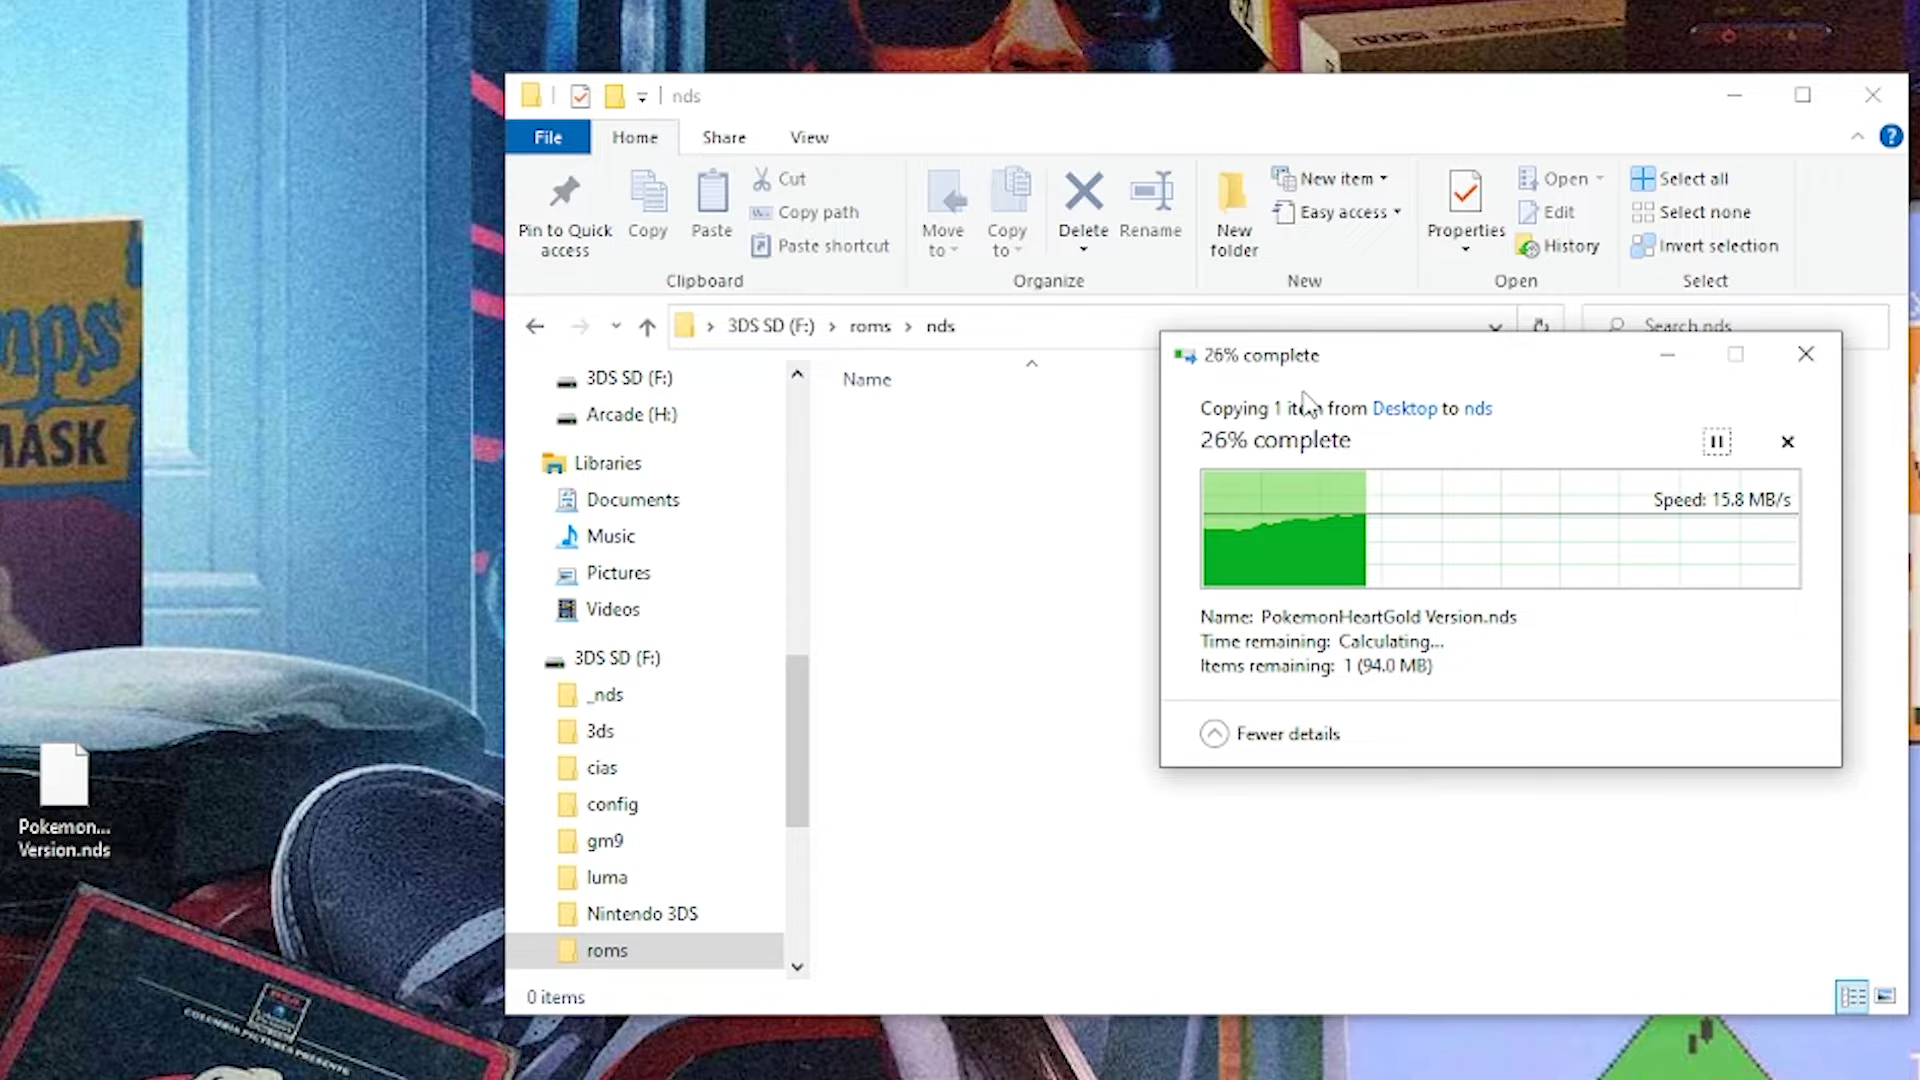 nds
File
Home
Share
View
Pin to Quick access
Copy
Paste
Cut
Copy path
Paste shortcut
Clipboard
Move to
Copy to
Delete
Rename
Organize
New folder
New item
Easy access
New
Properties
Open
Edit
History
Open
Select all
Select none
Invert selection
Select
3DS SD (F:) › roms › nds
Search nds
3DS SD (F:)
Arcade (H:)
Libraries
Documents
Music
Pictures
Videos
3DS SD (F:)
_nds
3ds
cias
config
gm9
luma
Nintendo 3DS
roms
Name
0 items
26% complete
Copying 1 item from Desktop to nds
26% complete
Speed: 15.8 MB/s
Name: PokemonHeartGold Version.nds
Time remaining: Calculating...
Items remaining: 1 (94.0 MB)
Fewer details
Pokemon...
Version.nds
MASK
COLUMBIA PICTURES PRESENTS